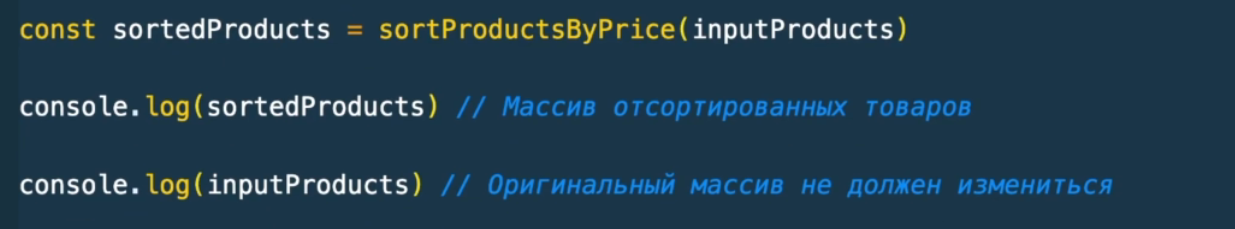 const sortedProducts = sortProductsByPrice(inputProducts)
console.log(sortedProducts) // Массив отсортированных товаров
console.log(inputProducts) // Оригинальный массив не должен измениться